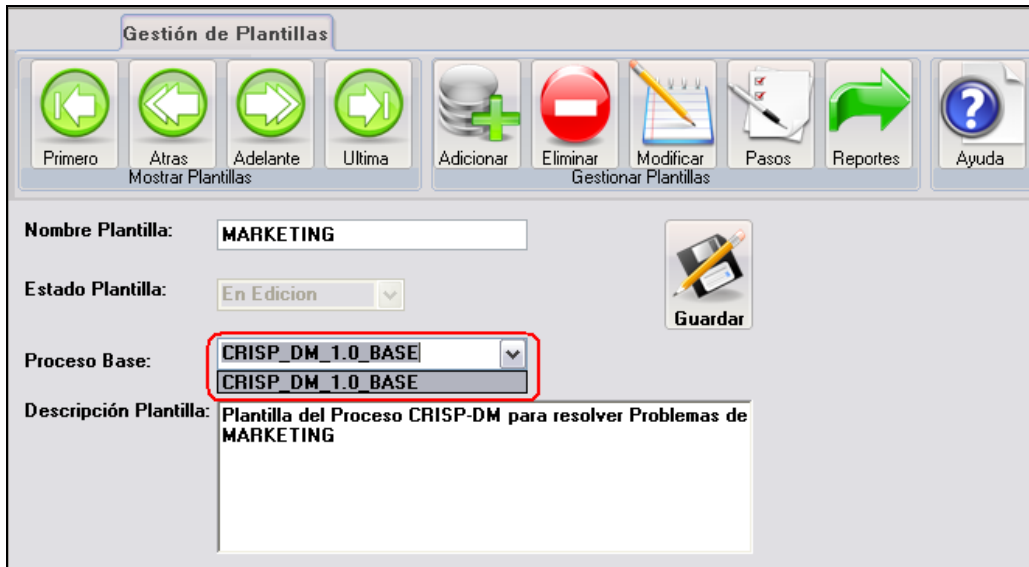 Gestión de Plantillas
Primero Atras Adelante Ultima Adicionar Eliminar Modificar Pasos Reportes Ayuda
Mostrar Plantillas Gestionar Plantillas
Nombre Plantilla: MARKETING
Estado Plantilla: En Edicion
Guardar
Proceso Base: CRISP_DM_1.0_BASE
CRISP_DM_1.0_BASE
Descripción Plantilla: Plantilla del Proceso CRISP-DM para resolver Problemas de
MARKETING